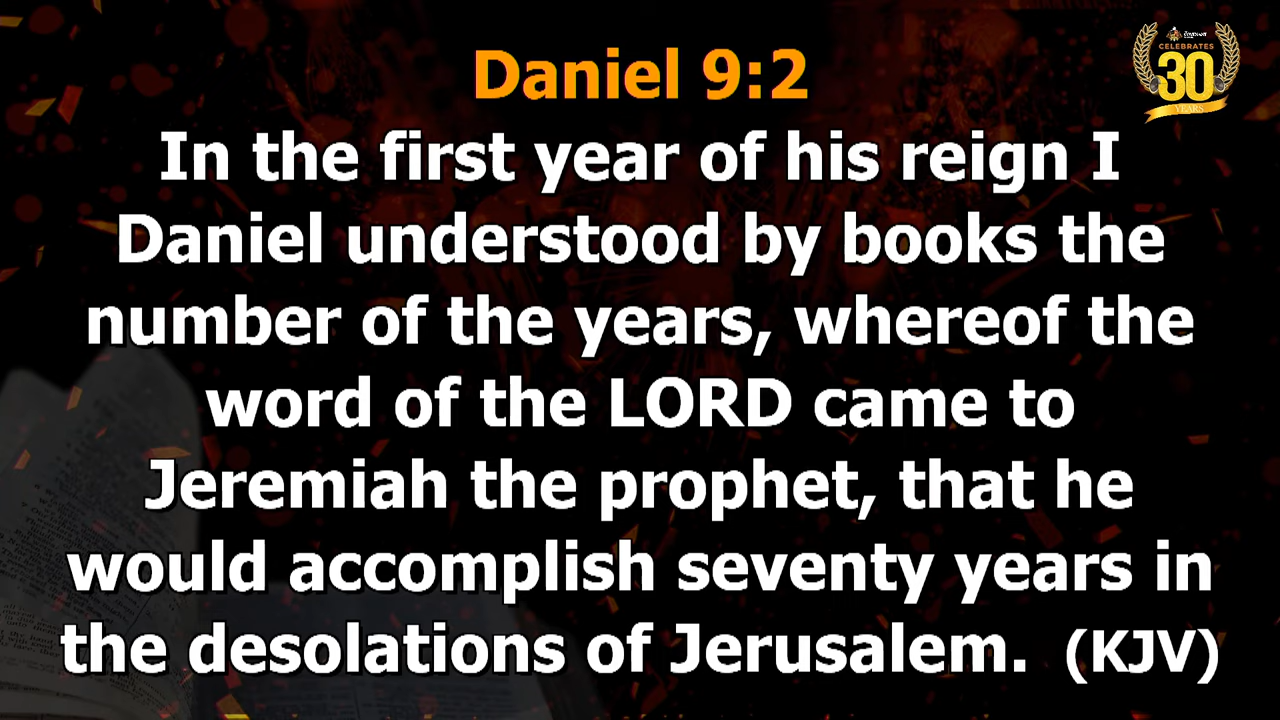 CELEBRATES
30
YEARS
Daniel 9:2
In the first year of his reign I
Daniel understood by books the
number of the years, whereof the
word of the LORD came to
Jeremiah the prophet, that he
would accomplish seventy years in
the desolations of Jerusalem.  (KJV)